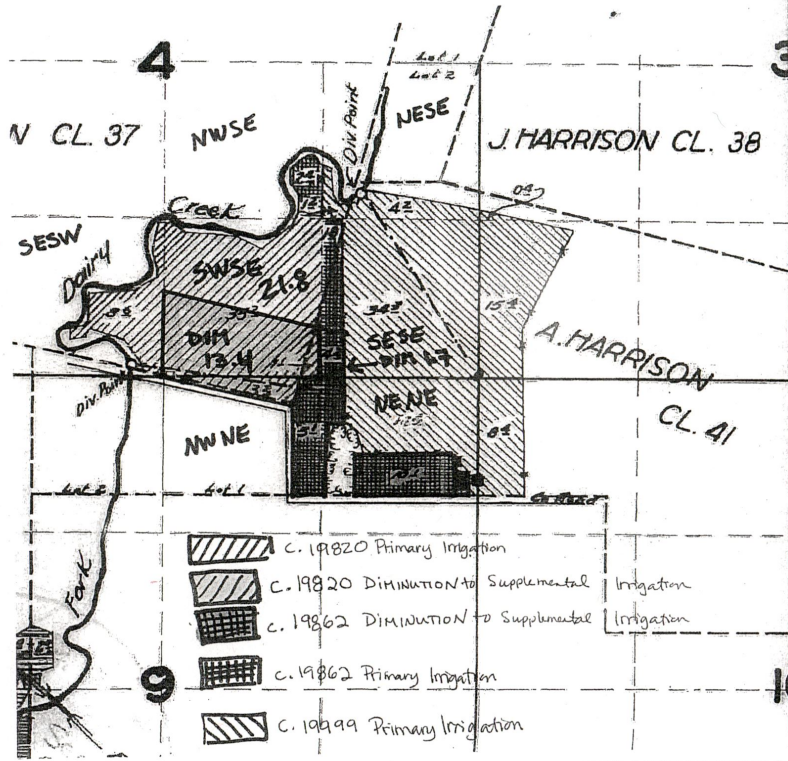 4
3
Lot 1
Lot 2
Div Point
NESE
NWSE
N CL. 37
J. HARRISON CL. 38
Creek
SESW
Dairy
SWSE
21.8
DIM
13.4
SESE
DIM
NENE
A. HARRISON
CL. 41
Div. Point
NWNE
Lot 2
Lot 1
Co Road
Fork
C. 19820 Primary Irrigation
C. 19820 DIMINUTION to Supplemental Irrigation
C. 19862 DIMINUTION to Supplemental Irrigation
C. 19862 Primary Irrigation
C. 19999 Primary Irrigation
9